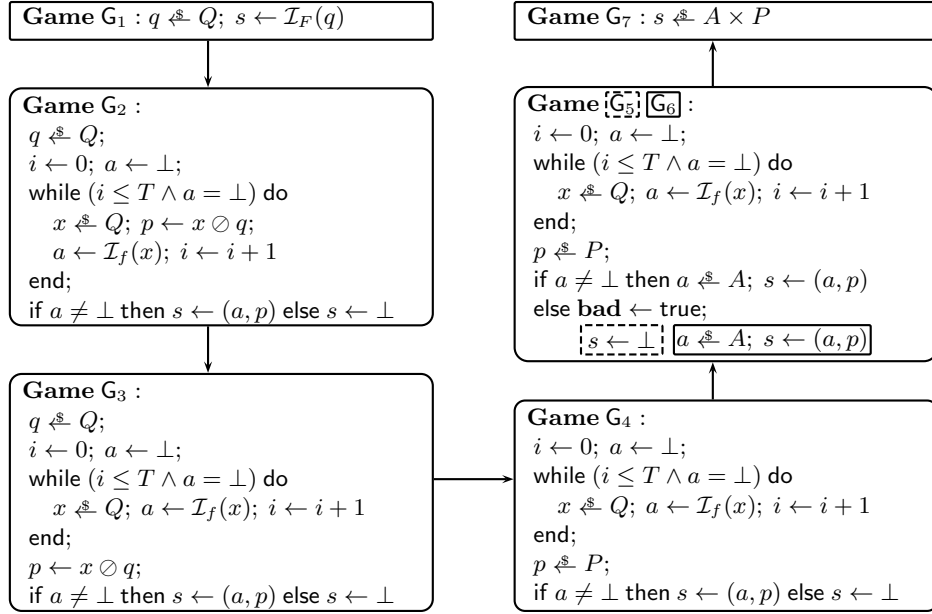 Game G₁ : q ←$ Q; s ← 𝓘_F(q)
Game G₂ :
q ←$ Q;
i ← 0; a ← ⊥;
while (i ≤ T ∧ a = ⊥) do
x ←$ Q; p ← x ⊘ q;
a ← 𝓘_f(x); i ← i + 1
end;
if a ≠ ⊥ then s ← (a, p) else s ← ⊥
Game G₃ :
q ←$ Q;
i ← 0; a ← ⊥;
while (i ≤ T ∧ a = ⊥) do
x ←$ Q; a ← 𝓘_f(x); i ← i + 1
end;
p ← x ⊘ q;
if a ≠ ⊥ then s ← (a, p) else s ← ⊥
Game G₄ :
i ← 0; a ← ⊥;
while (i ≤ T ∧ a = ⊥) do
x ←$ Q; a ← 𝓘_f(x); i ← i + 1
end;
p ←$ P;
if a ≠ ⊥ then s ← (a, p) else s ← ⊥
Game G₅ G₆ :
i ← 0; a ← ⊥;
while (i ≤ T ∧ a = ⊥) do
x ←$ Q; a ← 𝓘_f(x); i ← i + 1
end;
p ←$ P;
if a ≠ ⊥ then a ←$ A; s ← (a, p)
else bad ← true;
s ← ⊥ a ←$ A; s ← (a, p)
Game G₇ : s ←$ A × P